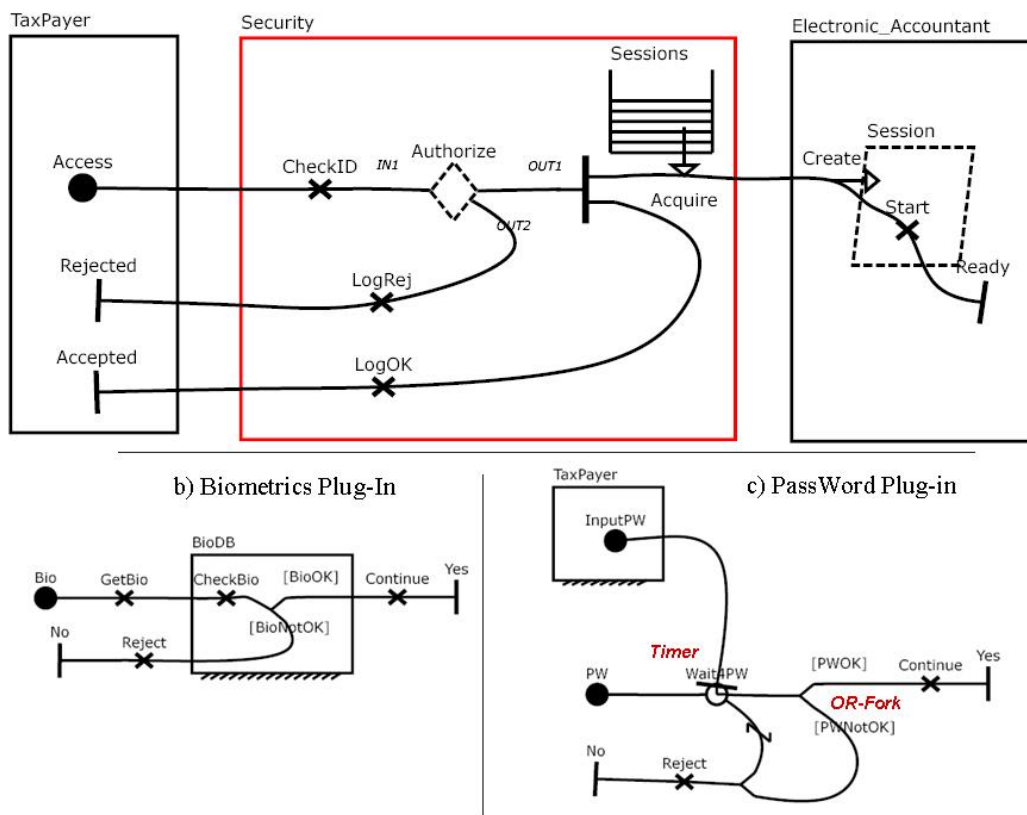 TaxPayer
Security
Electronic_Accountant
Sessions
Access
CheckID
IN1
Authorize
OUT1
OUT2
Acquire
Create
Session
Start
Ready
Rejected
LogRej
Accepted
LogOK
b) Biometrics Plug-In
BioDB
Bio
GetBio
CheckBio
[BioOK]
Continue
Yes
No
Reject
[BioNotOK]
c) PassWord Plug-in
TaxPayer
InputPW
Timer
PW
Wait4PW
[PWOK]
Continue
Yes
OR-Fork
[PWNotOK]
No
Reject